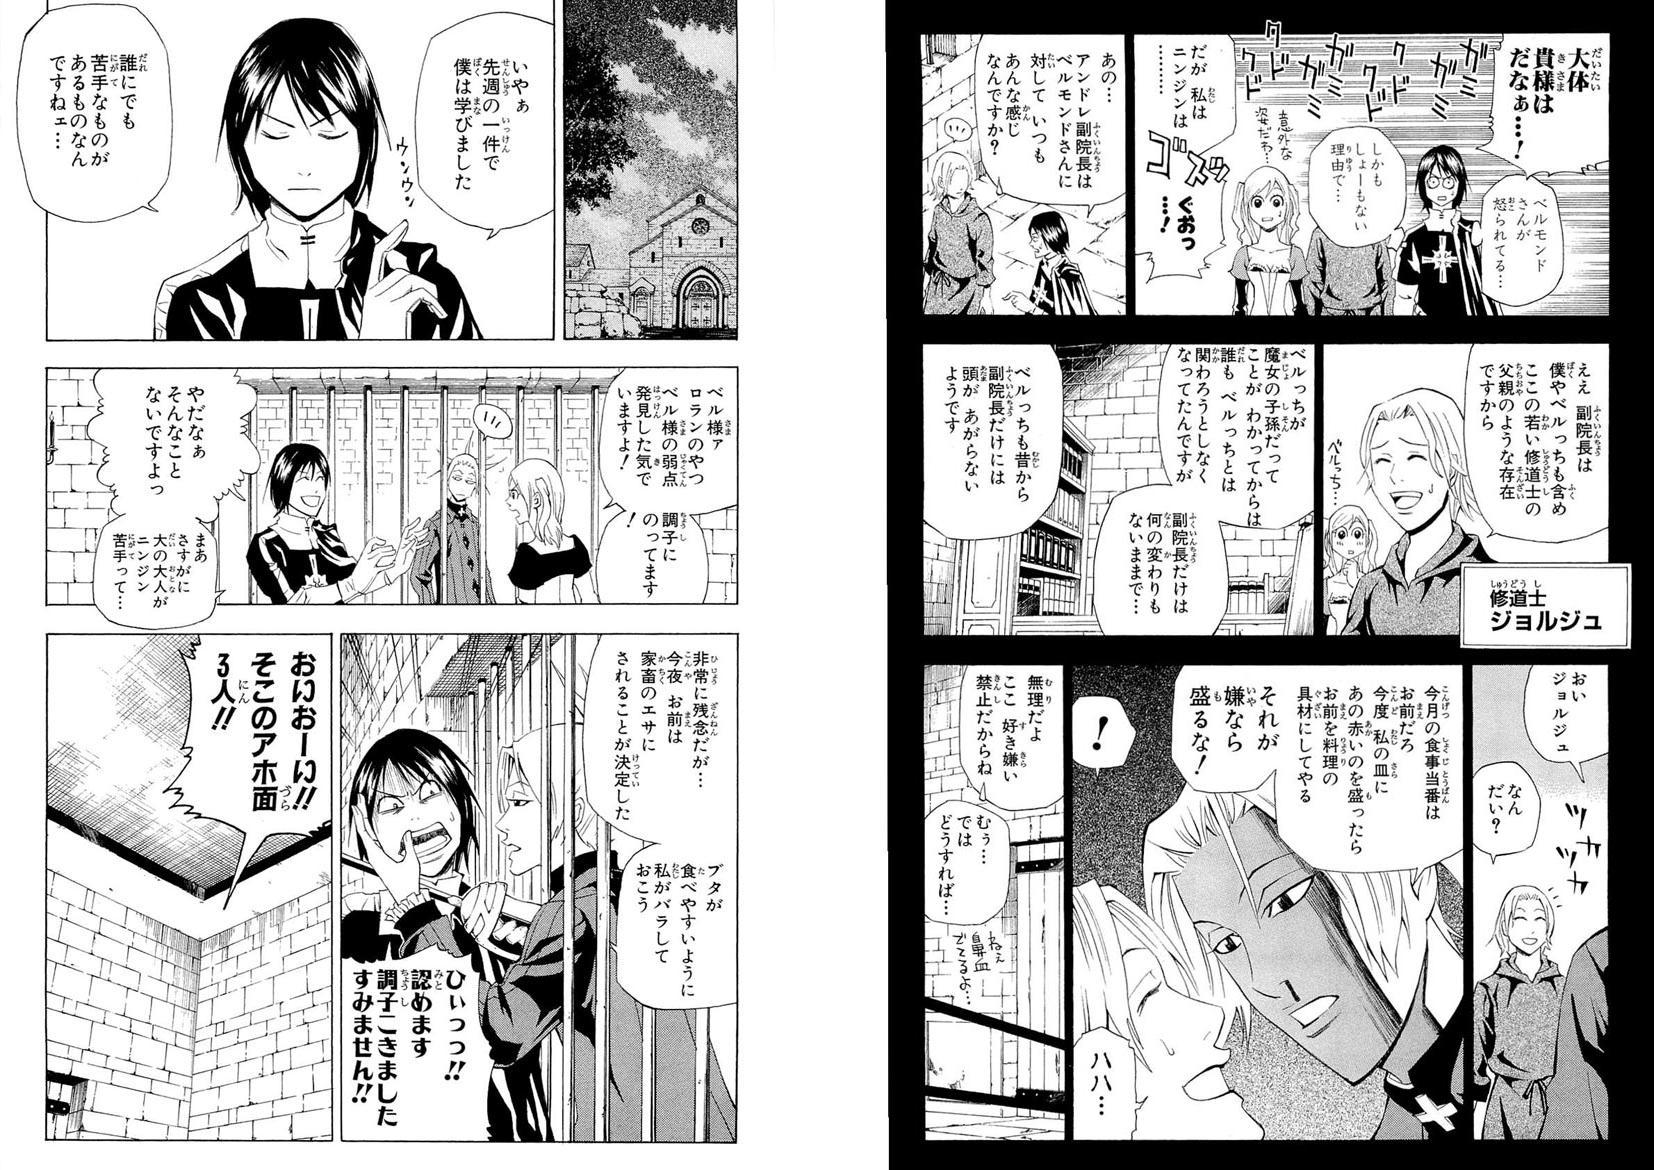 大体
貴様は
だなぁ…!
ベルモンド
さんが
怒られてる…
しかも
しょーもない
理由で…
意外な
姿だわ…
クドクド
ガミガミ
クドクド
だが 私は
ニンジンは
………
ゴズッ
ぐおっ
…!
あの…
アンドレ副院長は
ベルモンドさんに
対して いつも
あんな感じ
なんですか?
ええ 副院長は
僕やベルっちも含め
ここの若い修道士の
父親のような存在
ですから
ベルっち…
修道士
ジョルジュ
ベルっちが
魔女の子孫だって
ことが わかってからは
誰も ベルっちとは
関わろうとしなく
なってたんですが
副院長だけは
何の変わりも
ないままで…
ベルっちも昔から
副院長だけには
頭が あがらない
ようです
おい
ジョルジュ
なん
だい?
ツカ
ツカ
今月の食事当番は
お前だろ
今度 私の皿に
あの赤いのを盛ったら
お前を料理の
具材にしてやる
それが
嫌なら
盛るな!
!
ハハ…
無理だよ
ここ 好き嫌い
禁止だからね
むぅ…
では
どうすれば…
ねぇ
鼻血
でてるよ…
いやぁ
先週の一件で
僕は学びました
ウンウン
誰にでも
苦手なものが
あるものなん
ですねェ…
ベル様ァ
ロランのやつ
ベル様の弱点
発見した気で
いますよ!
調子に
のってます
!
やだなぁ
そんなこと
ないですよっ
まあ
さすがに
大の大人が
ニンジン
苦手って…
非常に残念だが…
今夜 お前は
家畜のエサに
されることが決定した
ブタが
食べやすいように
私がバラして
おこう
ひぃっっ!!
認めます
調子こきました
すみません!!
おいおーい!!
そこのアホ面
3人!!